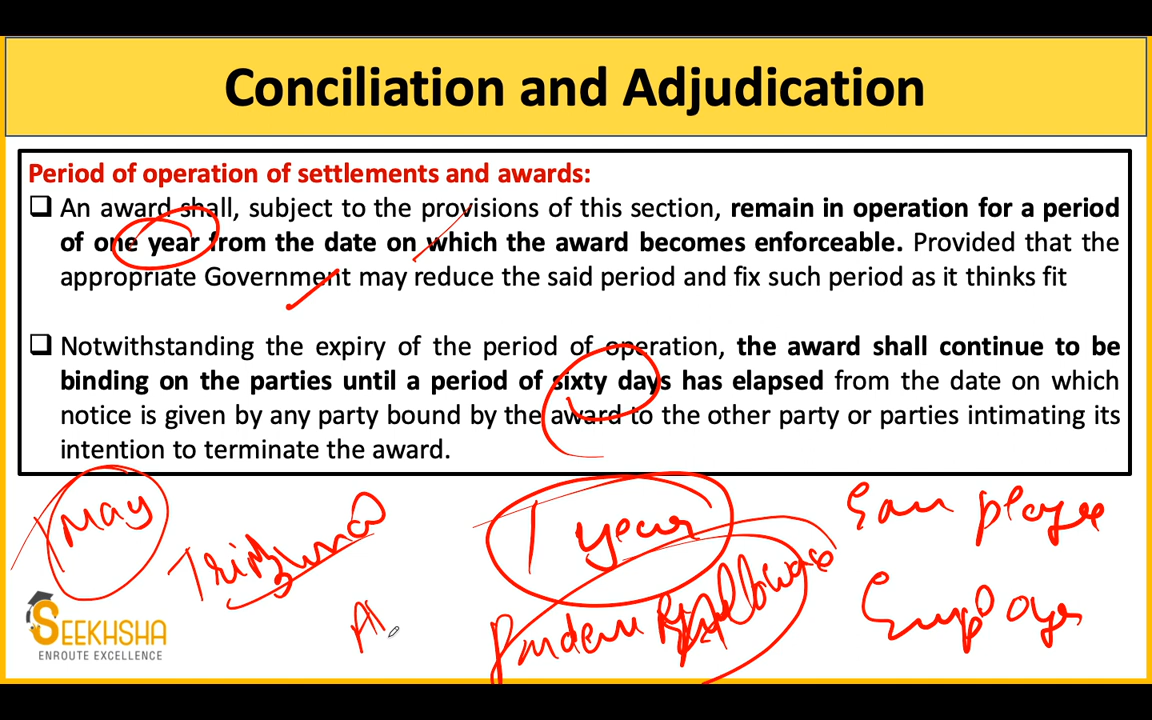 Conciliation and Adjudication
Period of operation of settlements and awards:
❑ An award shall, subject to the provisions of this section, remain in operation for a period
of one year from the date on which the award becomes enforceable. Provided that the
appropriate Government may reduce the said period and fix such period as it thinks fit
❑ Notwithstanding the expiry of the period of operation, the award shall continue to be
binding on the parties until a period of sixty days has elapsed from the date on which
notice is given by any party bound by the award to the other party or parties intimating its
intention to terminate the award.
May
1 year
SEEKHSHA
ENROUTE EXCELLENCE